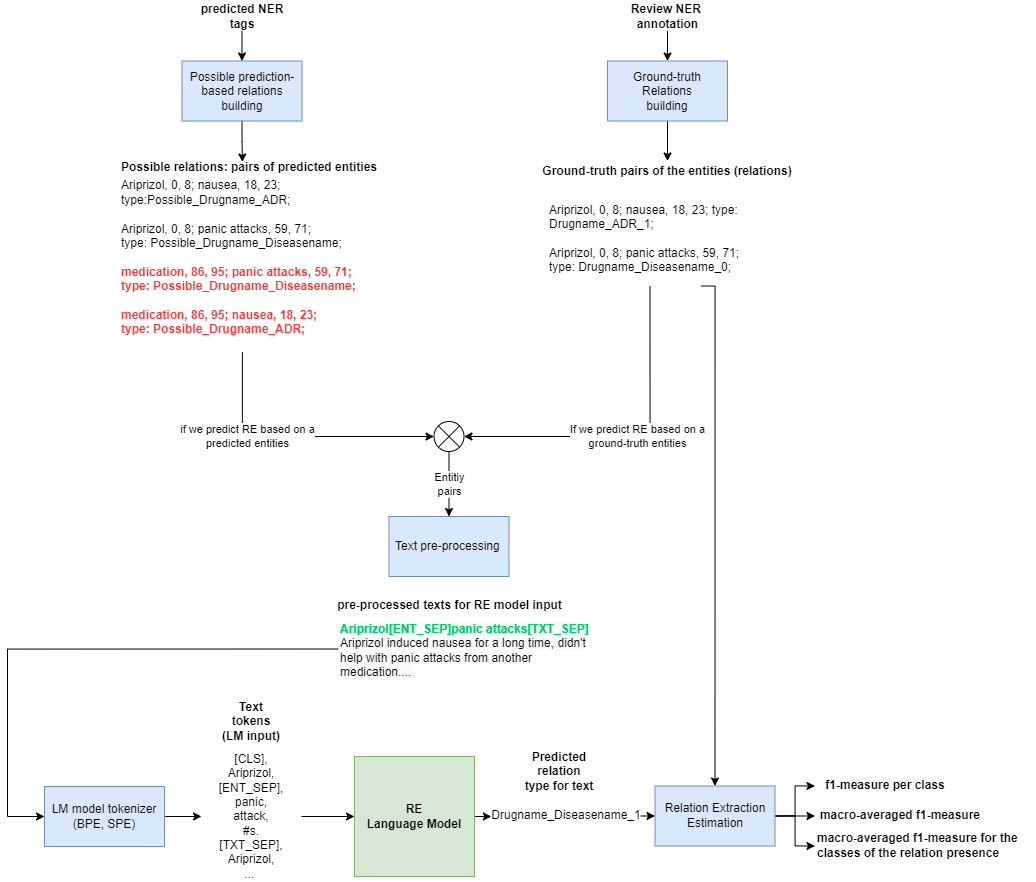 predicted NER
tags
Review NER
annotation
Possible prediction-
based relations
building
Ground-truth
Relations
building
Possible relations: pairs of predicted entities
Ariprizol, 0, 8; nausea, 18, 23;
type:Possible_Drugname_ADR;
Ariprizol, 0, 8; panic attacks, 59, 71;
type: Possible_Drugname_Diseasename;
medication, 86, 95; panic attacks, 59, 71;
type: Possible_Drugname_Diseasename;
medication, 86, 95; nausea, 18, 23;
type: Possible_Drugname_ADR;
Ground-truth pairs of the entities (relations)
Ariprizol, 0, 8; nausea, 18, 23; type:
Drugname_ADR_1;
Ariprizol, 0, 8; panic attacks, 59, 71;
type: Drugname_Diseasename_0;
if we predict RE based on a
predicted entities
If we predict RE based on a
ground-truth entities
Entitiy
pairs
Text pre-processing
pre-processed texts for RE model input
Ariprizol[ENT_SEP]panic attacks[TXT_SEP]
Ariprizol induced nausea for a long time, didn't
help with panic attacks from another
medication....
LM model tokenizer
(BPE, SPE)
Text
tokens
(LM input)
[CLS],
Ariprizol,
[ENT_SEP],
panic,
attack,
#s.
[TXT_SEP],
Ariprizol,
...
RE
Language Model
Predicted
relation
type for text
Drugname_Diseasename_1
Relation Extraction
Estimation
f1-measure per class
macro-averaged f1-measure
macro-averaged f1-measure for the
classes of the relation presence